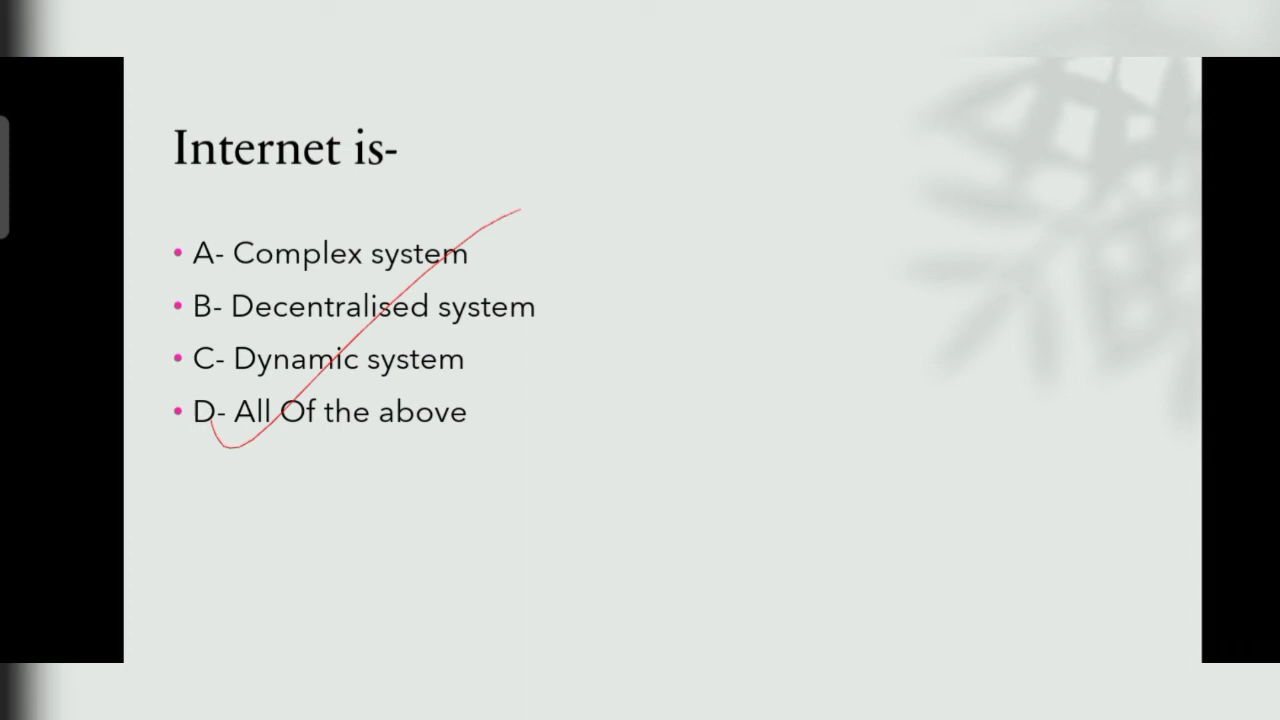 Internet is-
• A- Complex system
• B- Decentralised system
• C- Dynamic system
• D- All Of the above